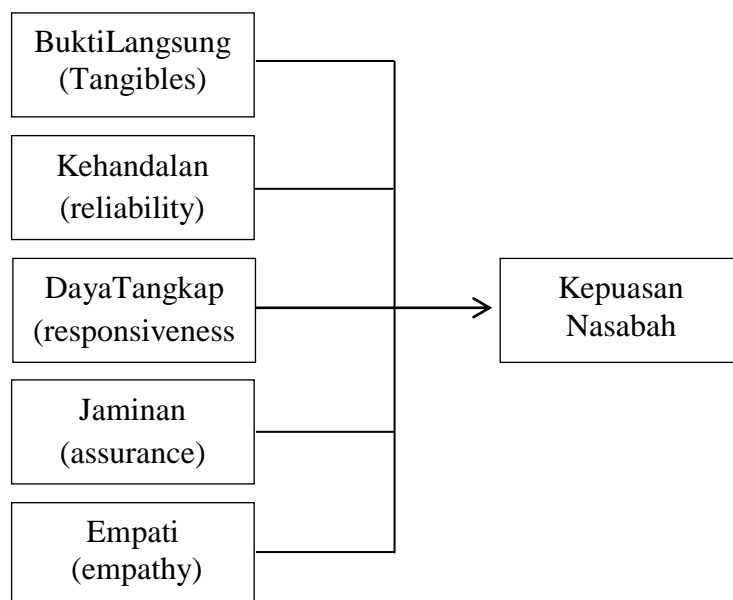 BuktiLangsung
(Tangibles)
Kehandalan
(reliability)
DayaTangkap
(responsiveness
Jaminan
(assurance)
Empati
(empathy)
Kepuasan
Nasabah